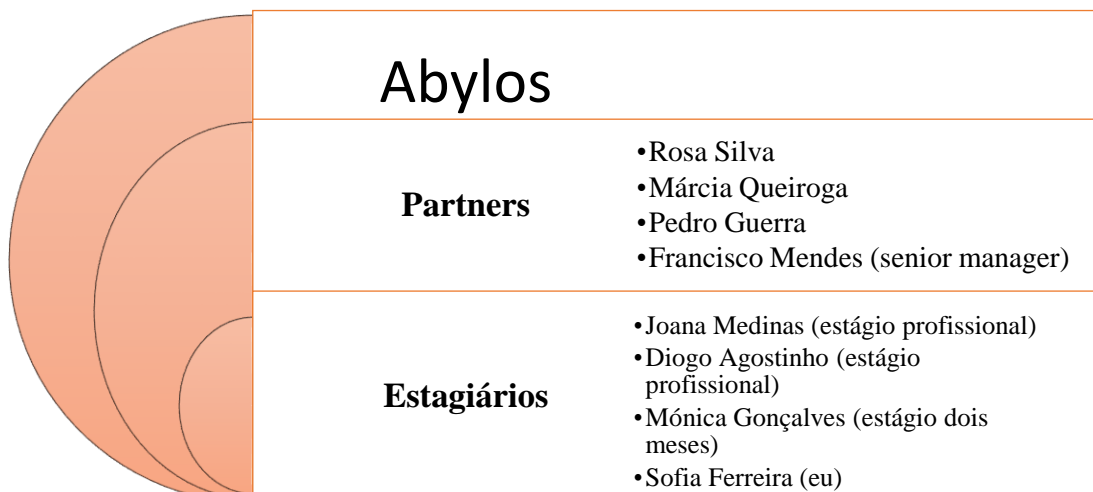 Abylos
Partners
•Rosa Silva
•Márcia Queiroga
•Pedro Guerra
•Francisco Mendes (senior manager)
Estagiários
•Joana Medinas (estágio profissional)
•Diogo Agostinho (estágio
profissional)
•Mónica Gonçalves (estágio dois
meses)
•Sofia Ferreira (eu)